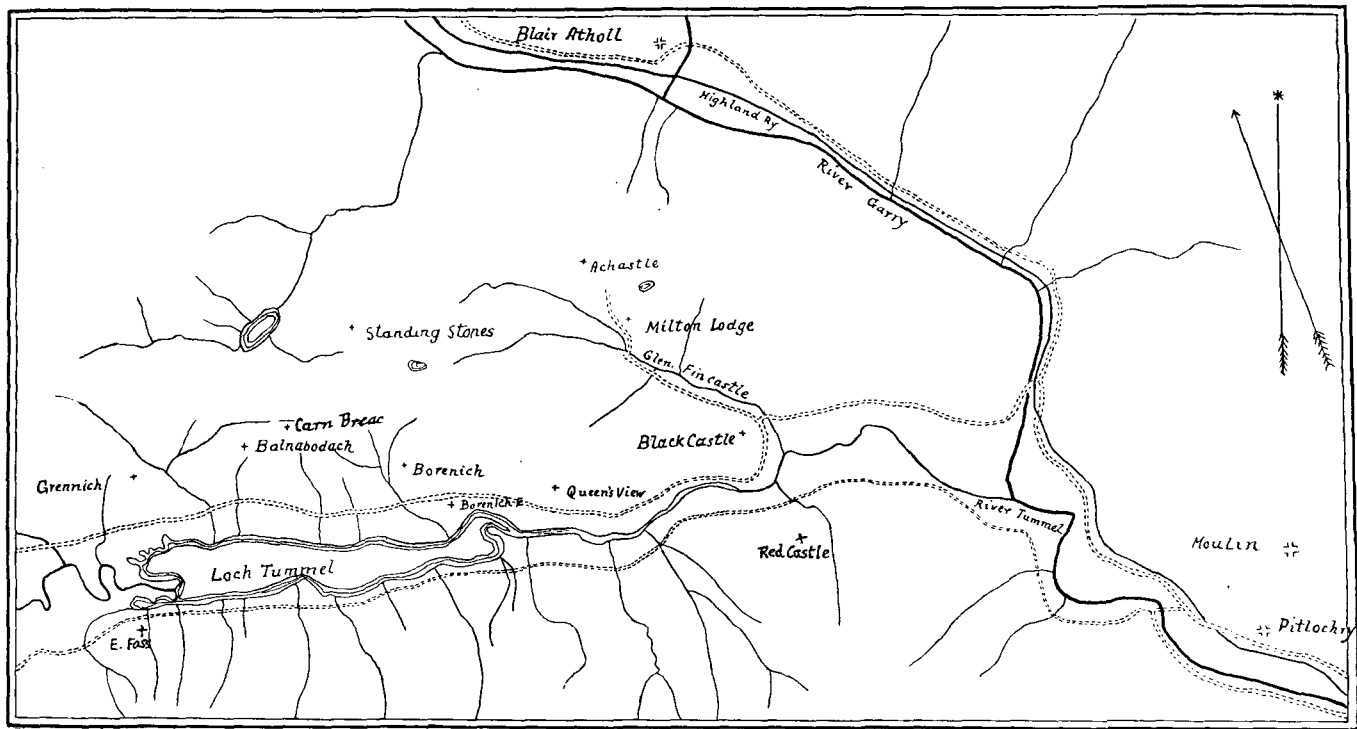 Blair Atholl
Highland Ry
River Garry
Achastle
Milton Lodge
Standing Stones
Glen Fincastle
Carn Breac
Balnabodach
Black Castle
Borenich
Grennich
Queen's View
Borenich-E
River Tummel
Red Castle
Moulin
Loch Tummel
Pitlochry
E. Foss